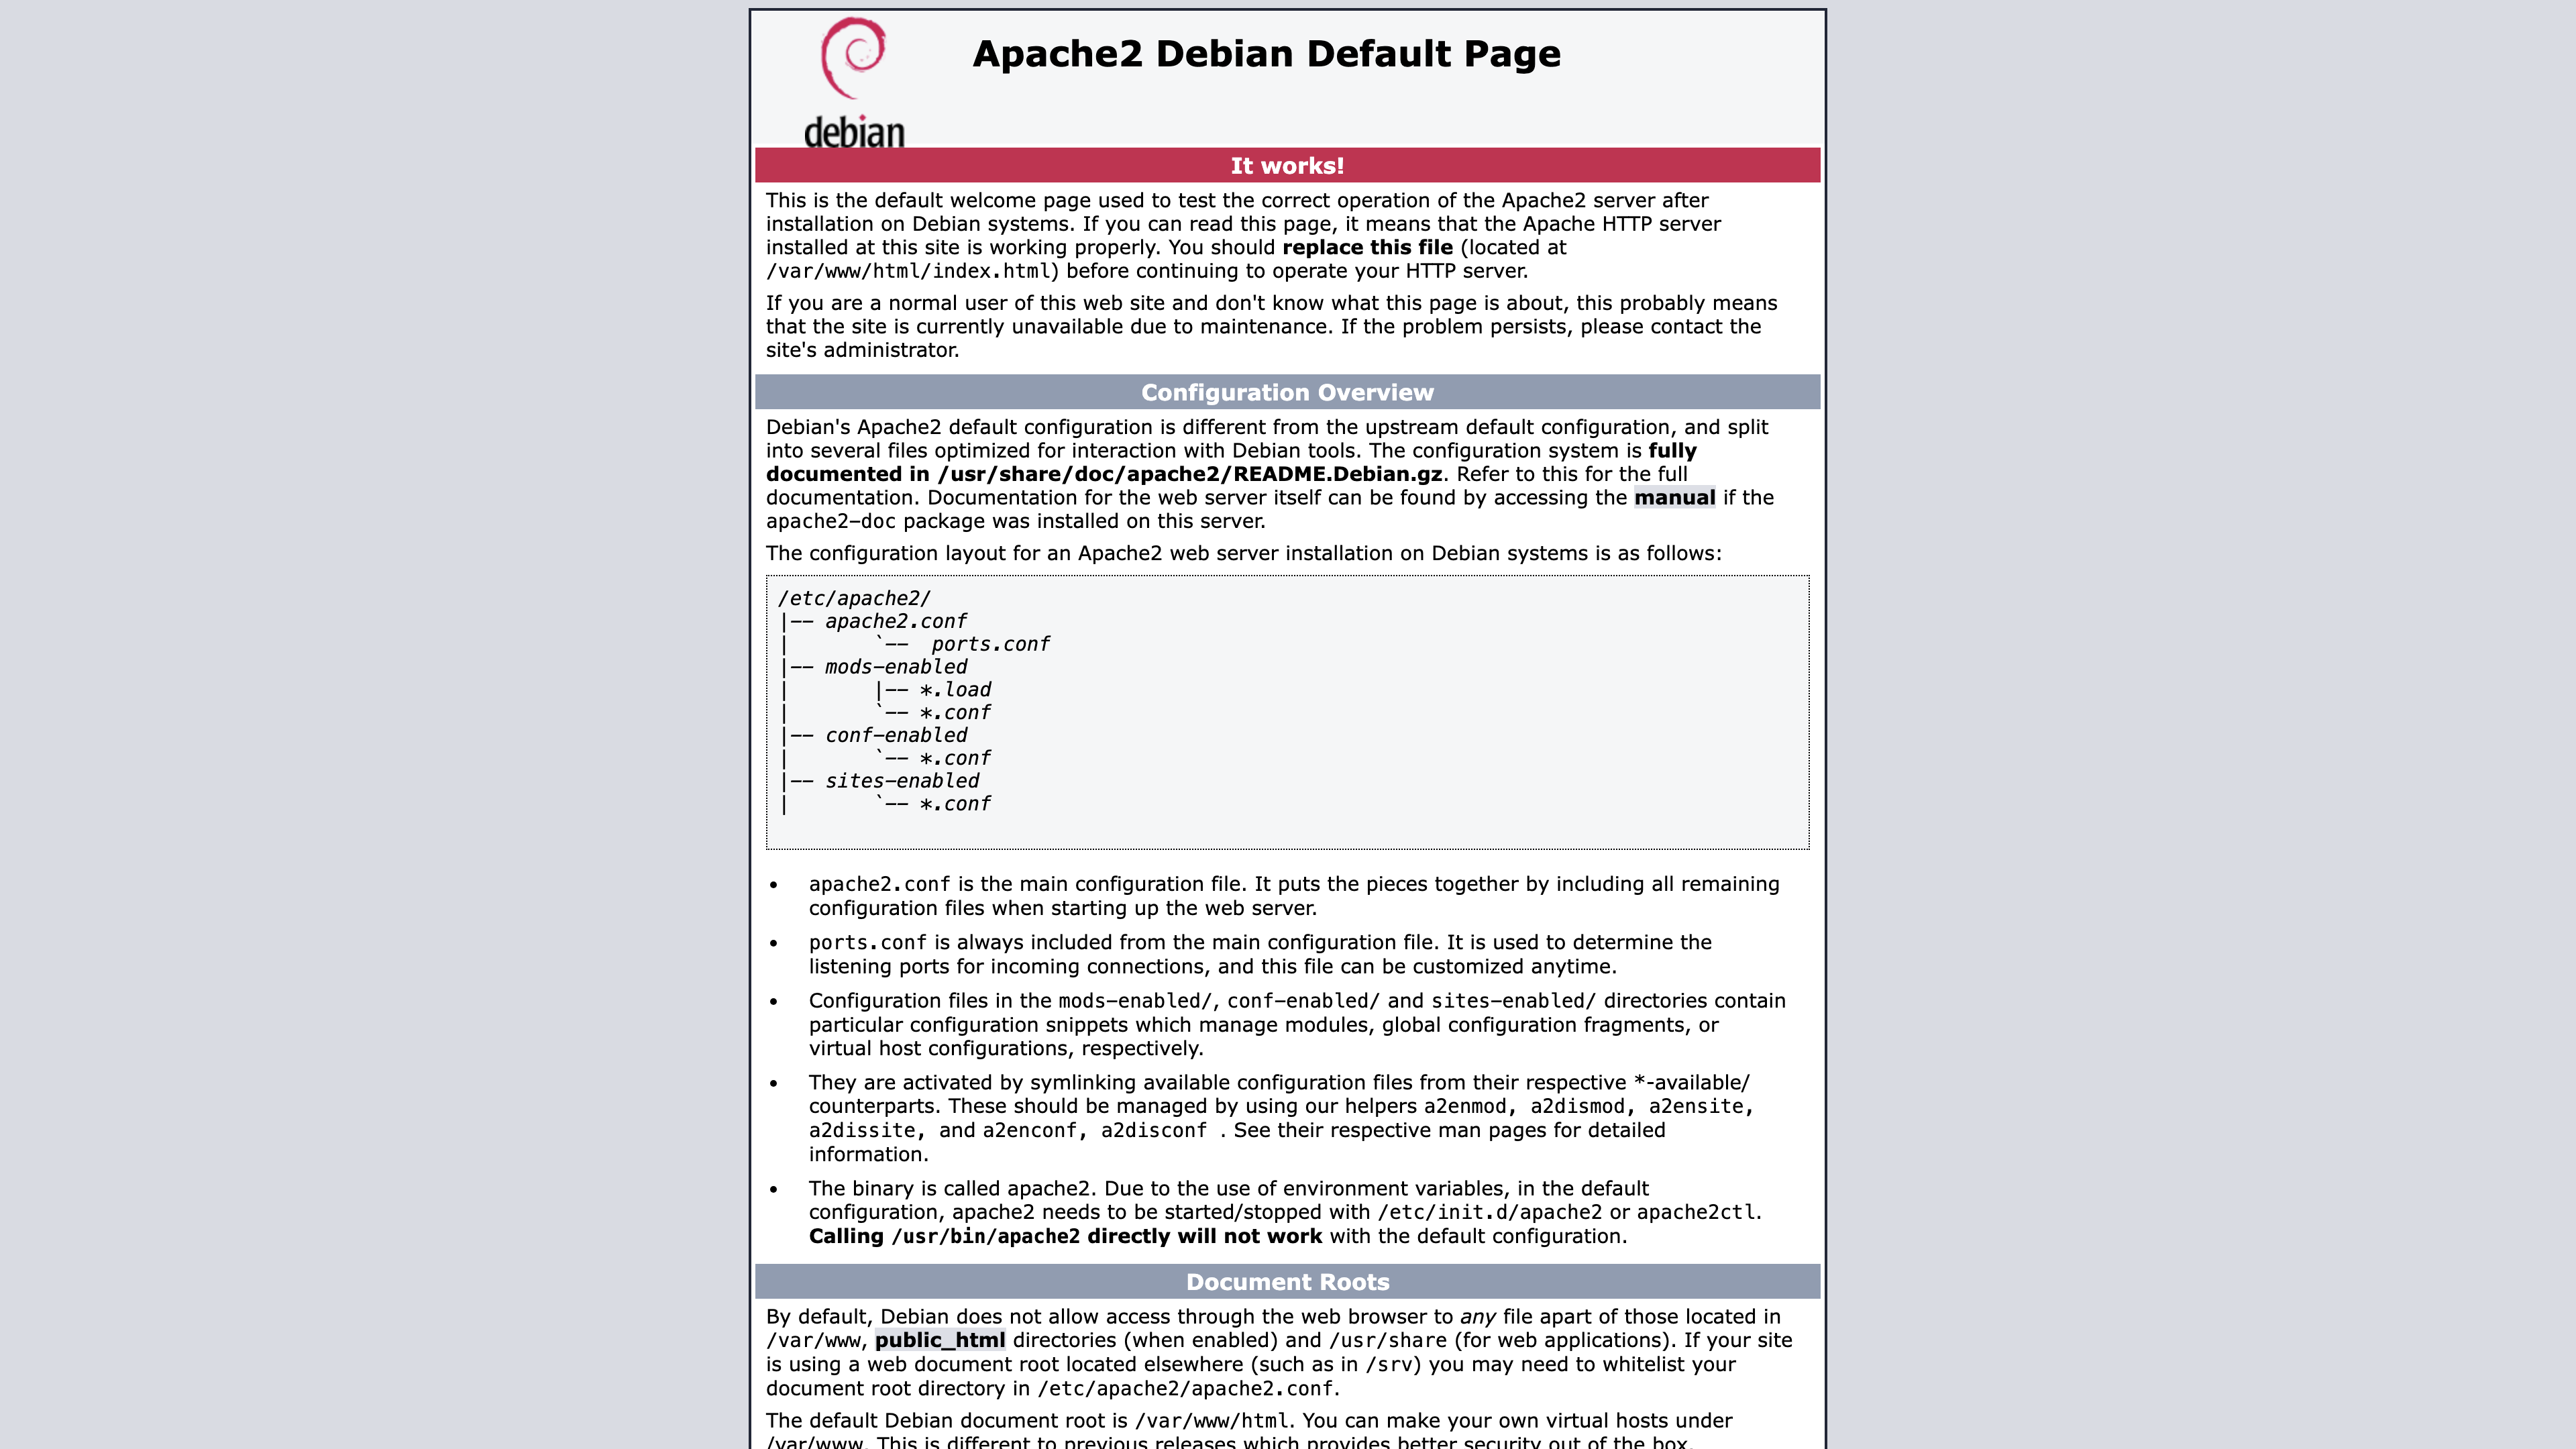 debian
Apache2 Debian Default Page
It works!
This is the default welcome page used to test the correct operation of the Apache2 server after
installation on Debian systems. If you can read this page, it means that the Apache HTTP server
installed at this site is working properly. You should replace this file (located at
/var/www/html/index.html) before continuing to operate your HTTP server.
If you are a normal user of this web site and don't know what this page is about, this probably means
that the site is currently unavailable due to maintenance. If the problem persists, please contact the
site's administrator.
Configuration Overview
Debian's Apache2 default configuration is different from the upstream default configuration, and split
into several files optimized for interaction with Debian tools. The configuration system is fully
documented in /usr/share/doc/apache2/README.Debian.gz. Refer to this for the full
documentation. Documentation for the web server itself can be found by accessing the manual if the
apache2-doc package was installed on this server.
The configuration layout for an Apache2 web server installation on Debian systems is as follows:
/etc/apache2/
|-- apache2.conf
|       `--  ports.conf
|-- mods-enabled
|       |-- *.load
|       `-- *.conf
|-- conf-enabled
|       `-- *.conf
|-- sites-enabled
|       `-- *.conf
• apache2.conf is the main configuration file. It puts the pieces together by including all remaining
configuration files when starting up the web server.
• ports.conf is always included from the main configuration file. It is used to determine the
listening ports for incoming connections, and this file can be customized anytime.
• Configuration files in the mods-enabled/, conf-enabled/ and sites-enabled/ directories contain
particular configuration snippets which manage modules, global configuration fragments, or
virtual host configurations, respectively.
• They are activated by symlinking available configuration files from their respective *-available/
counterparts. These should be managed by using our helpers a2enmod, a2dismod, a2ensite,
a2dissite, and a2enconf, a2disconf . See their respective man pages for detailed
information.
• The binary is called apache2. Due to the use of environment variables, in the default
configuration, apache2 needs to be started/stopped with /etc/init.d/apache2 or apache2ctl.
Calling /usr/bin/apache2 directly will not work with the default configuration.
Document Roots
By default, Debian does not allow access through the web browser to any file apart of those located in
/var/www, public_html directories (when enabled) and /usr/share (for web applications). If your site
is using a web document root located elsewhere (such as in /srv) you may need to whitelist your
document root directory in /etc/apache2/apache2.conf.
The default Debian document root is /var/www/html. You can make your own virtual hosts under
/var/www. This is different to previous releases which provides better security out of the box.